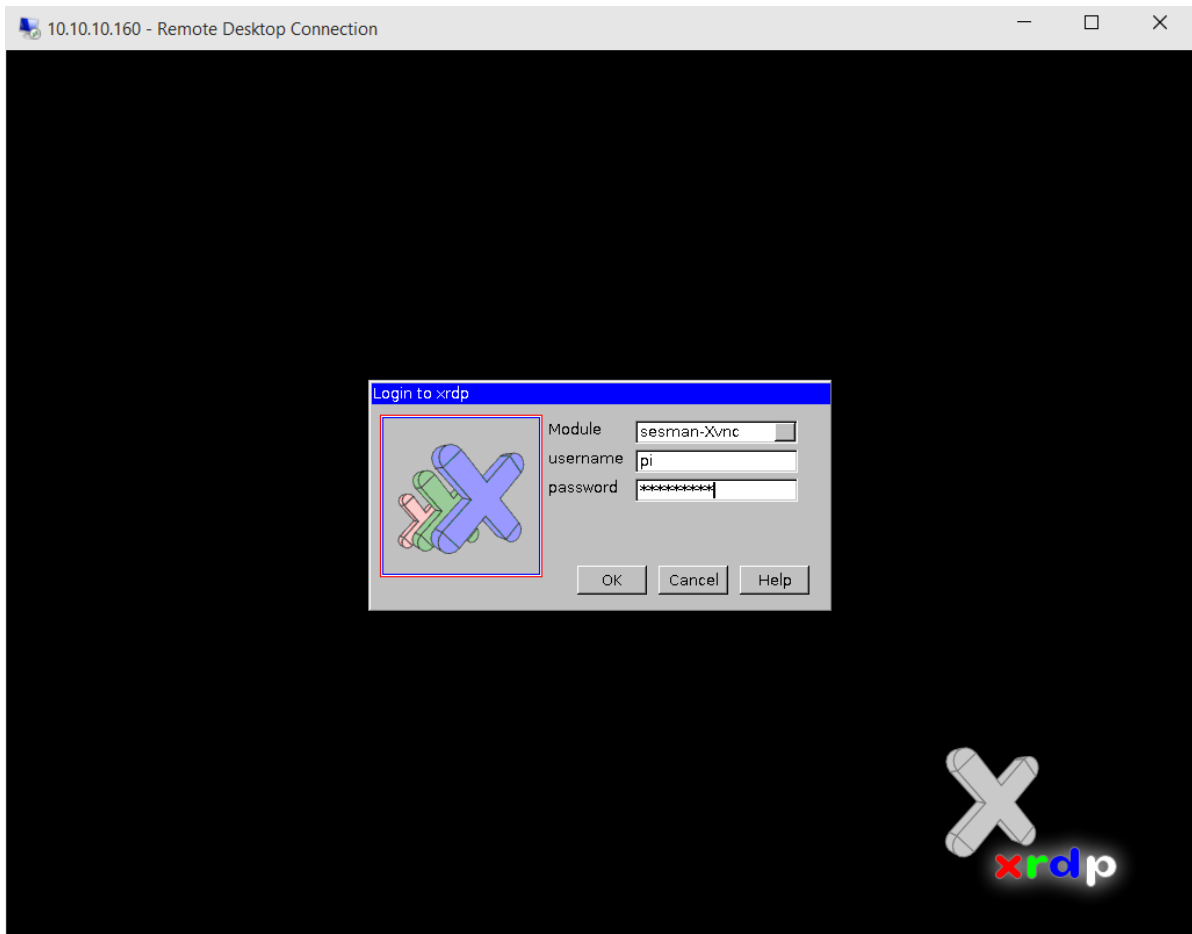 10.10.10.160 - Remote Desktop Connection
Login to xrdp
Module sesman-Xvnc
username pi
password *********
OK Cancel Help
xrdp